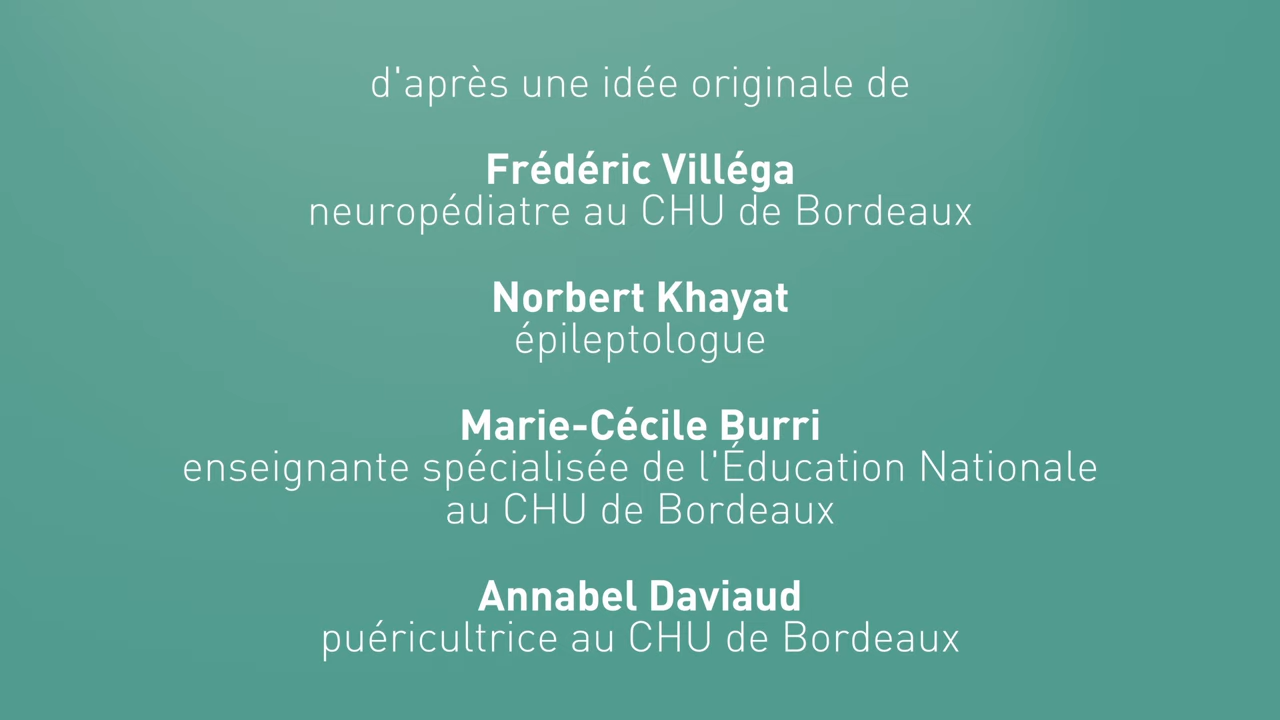 d'après une idée originale de
Frédéric Villéga
neuropédiatre au CHU de Bordeaux
Norbert Khayat
épileptologue
Marie-Cécile Burri
enseignante spécialisée de l'Éducation Nationale
au CHU de Bordeaux
Annabel Daviaud
puéricultrice au CHU de Bordeaux